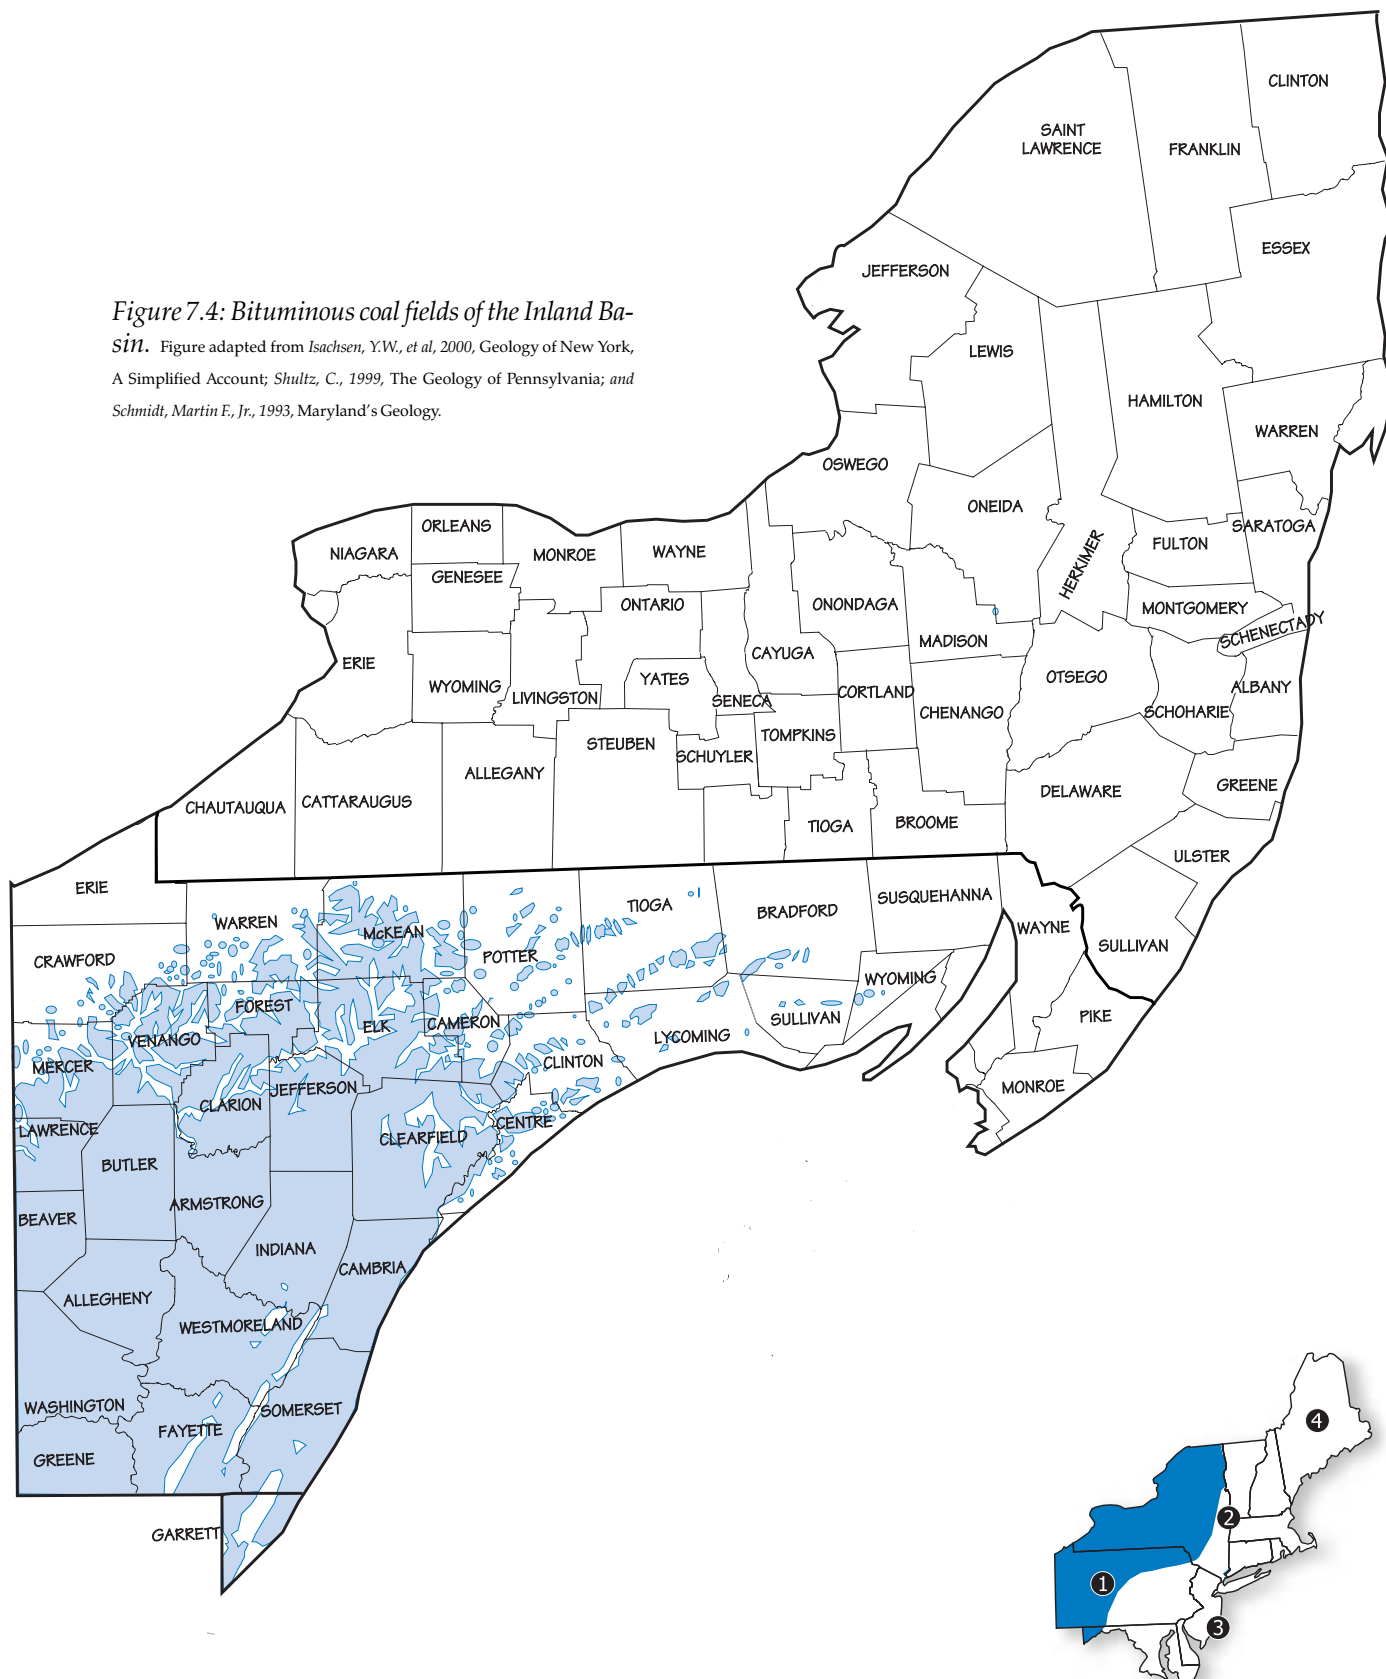 CLINTON
SAINT
LAWRENCE
FRANKLIN
ESSEX
JEFFERSON
Figure 7.4: Bituminous coal fields of the Inland Ba-
sin. Figure adapted from Isachsen, Y.W., et al, 2000, Geology of New York,
A Simplified Account; Shultz, C., 1999, The Geology of Pennsylvania; and
Schmidt, Martin F., Jr., 1993, Maryland's Geology.
LEWIS
HAMILTON
WARREN
OSWEGO
ONEIDA
HERKIMER
FULTON
SARATOGA
NIAGARA
ORLEANS
MONROE
WAYNE
GENESEE
ONTARIO
ONONDAGA
MONTGOMERY
SCHENECTADY
MADISON
CAYUGA
ERIE
WYOMING
LIVINGSTON
YATES
SENECA
CORTLAND
CHENANGO
OTSEGO
SCHOHARIE
ALBANY
STEUBEN
SCHUYLER
TOMPKINS
ALLEGANY
CHAUTAUQUA
CATTARAUGUS
DELAWARE
GREENE
TIOGA
BROOME
ULSTER
ERIE
WARREN
McKEAN
POTTER
TIOGA
BRADFORD
SUSQUEHANNA
WAYNE
SULLIVAN
CRAWFORD
WYOMING
FOREST
ELK
CAMERON
LYCOMING
SULLIVAN
PIKE
VENANGO
MERCER
CLINTON
JEFFERSON
CLARION
MONROE
LAWRENCE
CLEARFIELD
CENTRE
BUTLER
ARMSTRONG
BEAVER
INDIANA
CAMBRIA
ALLEGHENY
WESTMORELAND
WASHINGTON
FAYETTE
SOMERSET
GREENE
GARRETT
4
2
1
3